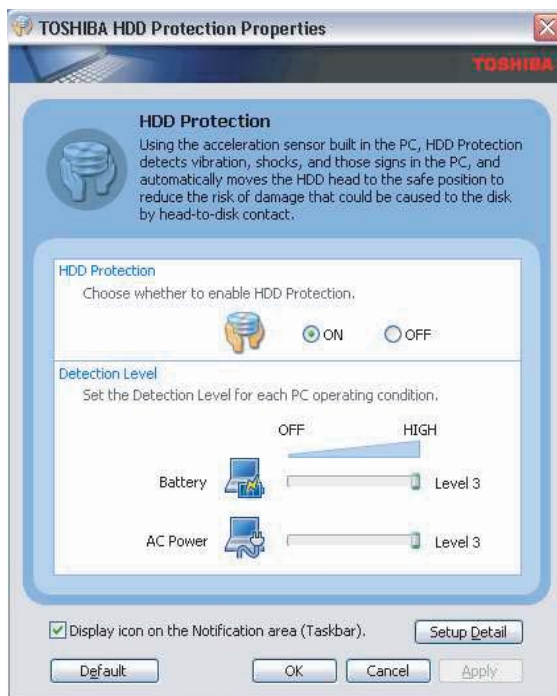 TOSHIBA HDD Protection Properties
TOSHIBA
HDD Protection
Using the acceleration sensor built in the PC, HDD Protection
detects vibration, shocks, and those signs in the PC, and
automatically moves the HDD head to the safe position to
reduce the risk of damage that could be caused to the disk
by head-to-disk contact.
HDD Protection
Choose whether to enable HDD Protection.
ON OFF
Detection Level
Set the Detection Level for each PC operating condition.
OFF HIGH
Battery Level 3
AC Power Level 3
Display icon on the Notification area (Taskbar). Setup Detail
Default OK Cancel Apply